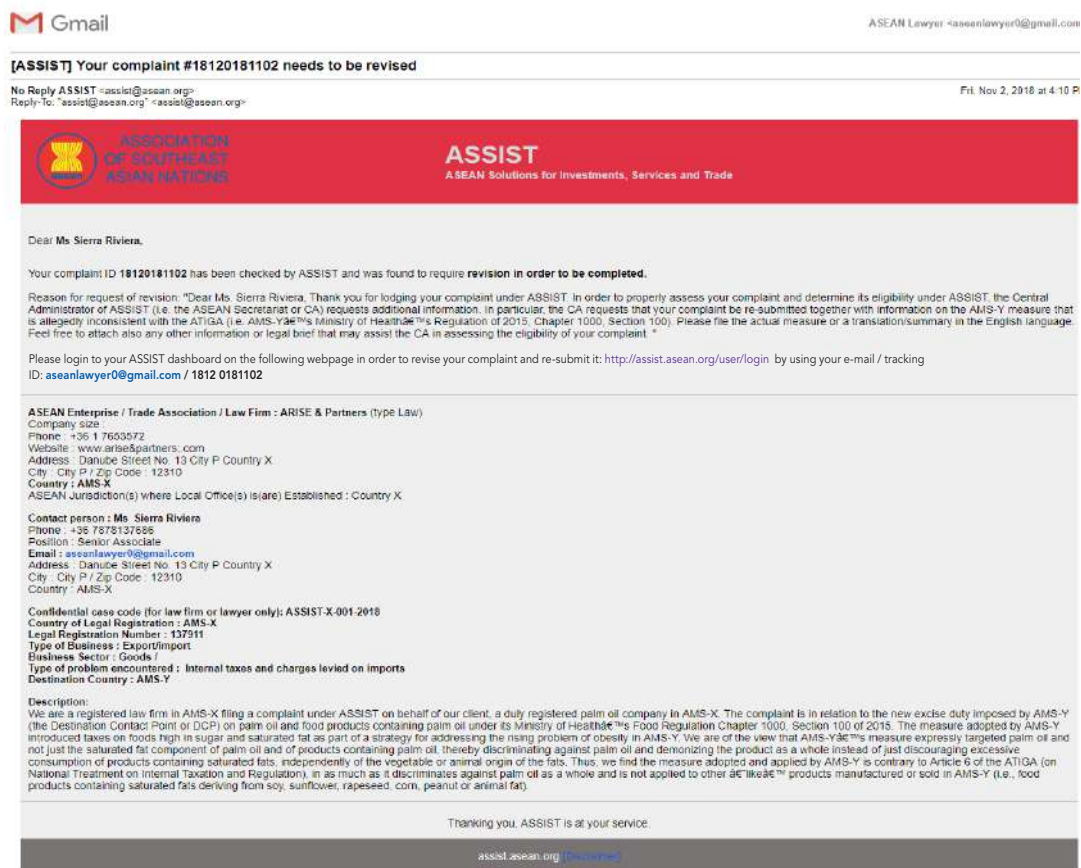 Gmail
ASEAN Lawyer <aseanlawyer0@gmail.com
[ASSIST] Your complaint #18120181102 needs to be revised
No Reply ASSIST <assist@asean.org>
Reply-To: "assist@asean.org" <assist@asean.org>
Fri, Nov 2, 2018 at 4:10 P
ASSOCIATION
OF SOUTHEAST
ASIAN NATIONS
ASSIST
ASEAN Solutions for Investments, Services and Trade
Dear Ms Sierra Riviera,
Your complaint ID 18120181102 has been checked by ASSIST and was found to require revision in order to be completed.
Reason for request of revision: "Dear Ms. Sierra Riviera, Thank you for lodging your complaint under ASSIST. In order to properly assess your complaint and determine its eligibility under ASSIST, the Central
Administrator of ASSIST (i.e. the ASEAN Secretariat or CA) requests additional information. In particular, the CA requests that your complaint be re-submitted together with information on the AMS-Y measure that
is allegedly inconsistent with the ATIGA (i.e. AMS-Yâ€™s Ministry of Healthâ€™s Regulation of 2015, Chapter 1000, Section 100). Please file the actual measure or a translation/summary in the English language.
Feel free to attach also any other information or legal brief that may assist the CA in assessing the eligibility of your complaint. "
Please login to your ASSIST dashboard on the following webpage in order to revise your complaint and re-submit it: http://assist.asean.org/user/login by using your e-mail / tracking
ID: aseanlawyer0@gmail.com / 1812 0181102
ASEAN Enterprise / Trade Association / Law Firm : ARISE & Partners (type Law)
Company size :
Phone : +36 1 7653572
Website : www.arise&partners;.com
Address : Danube Street No. 13 City P Country X
City : City P / Zip Code : 12310
Country : AMS-X
ASEAN Jurisdiction(s) where Local Office(s) is(are) Established : Country X
Contact person : Ms Sierra Riviera
Phone : +36 7878137686
Position : Senior Associate
Email : aseanlawyer0@gmail.com
Address : Danube Street No. 13 City P Country X
City : City P / Zip Code : 12310
Country : AMS-X
Confidential case code (for law firm or lawyer only): ASSIST-X-001-2018
Country of Legal Registration : AMS-X
Legal Registration Number : 137911
Type of Business : Export/import
Business Sector : Goods /
Type of problem encountered : Internal taxes and charges levied on imports
Destination Country : AMS-Y
Description:
We are a registered law firm in AMS-X filing a complaint under ASSIST on behalf of our client, a duly registered palm oil company in AMS-X. The complaint is in relation to the new excise duty imposed by AMS-Y
(the Destination Contact Point or DCP) on palm oil and food products containing palm oil under its Ministry of Healthâ€™s Food Regulation Chapter 1000, Section 100 of 2015. The measure adopted by AMS-Y
introduced taxes on foods high in sugar and saturated fat as part of a strategy for addressing the rising problem of obesity in AMS-Y. We are of the view that AMS-Yâ€™s measure expressly targeted palm oil and
not just the saturated fat component of palm oil and of products containing palm oil, thereby discriminating against palm oil and demonizing the product as a whole instead of just discouraging excessive
consumption of products containing saturated fats, independently of the vegetable or animal origin of the fats. Thus, we find the measure adopted and applied by AMS-Y is contrary to Article 6 of the ATIGA (on
National Treatment on Internal Taxation and Regulation), in as much as it discriminates against palm oil as a whole and is not applied to other â€˜likeâ€™ products manufactured or sold in AMS-Y (i.e., food
products containing saturated fats deriving from soy, sunflower, rapeseed, corn, peanut or animal fat).
Thanking you, ASSIST is at your service.
assist.asean.org [Disclaimer]